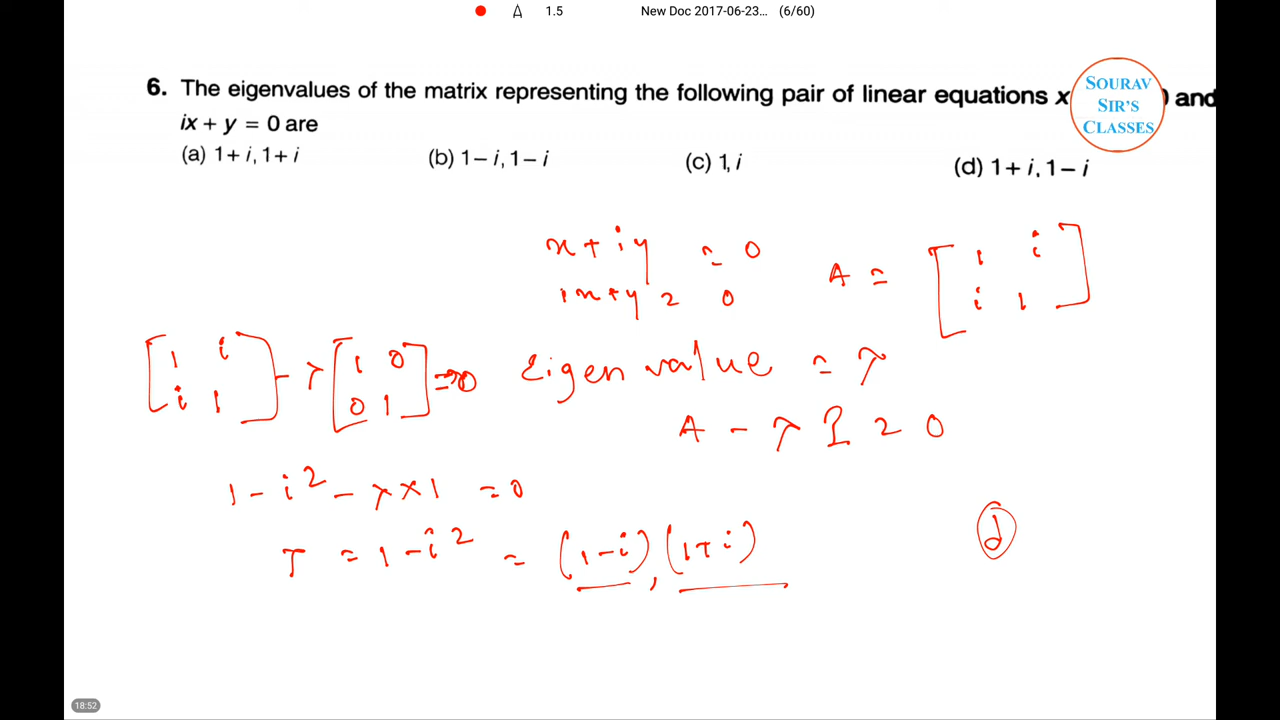 A 1.5 New Doc 2017-06-23... (6/60)
6. The eigenvalues of the matrix representing the following pair of linear equations x ) and
SOURAV SIR'S CLASSES
ix + y = 0 are
(a) 1 + i, 1 + i (b) 1 − i, 1 − i (c) 1, i (d) 1 + i, 1 − i
x + iy = 0
ix + y = 0
A = [1 i
i 1]
[1 i
i 1] − λ [1 0
0 1] = 0
Eigen value = λ
A − λ I = 0
1 − i² − λ × 1 = 0
λ = 1 − i² = (1 − i), (1 + i)
d
18:52